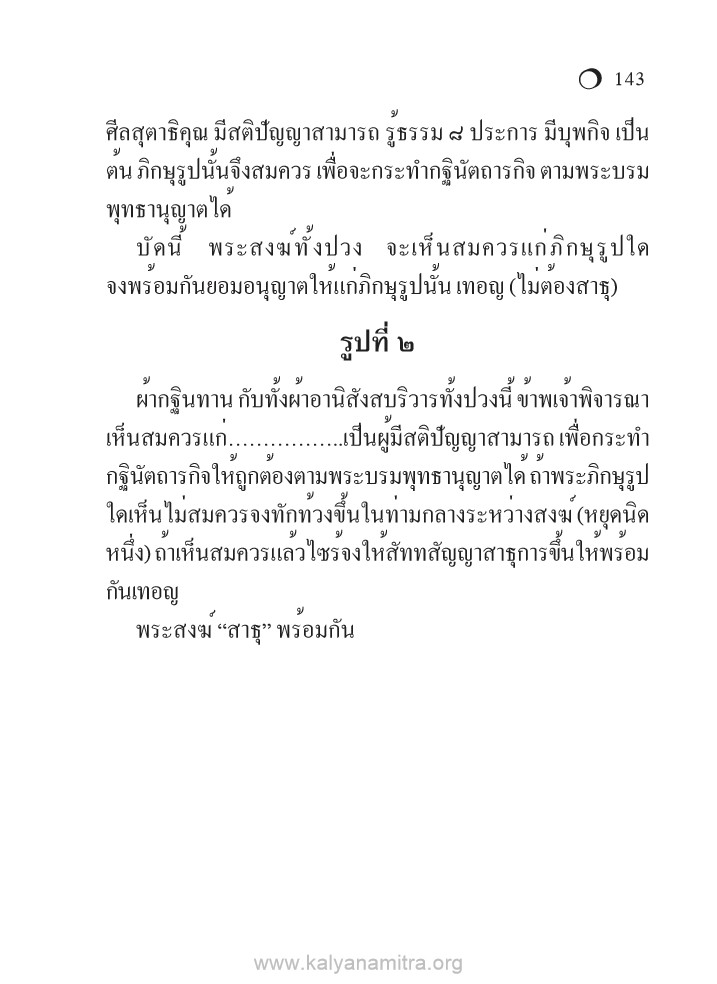 143
ศีลสุตาธิคุณ มีสติปัญญาสามารถ รู้ธรรม ๘ ประการ มีบุพกิจ เป็น
ต้น ภิกษุรูปนั้นจึงสมควร เพื่อจะกระทำกฐินัตถารกิจ ตามพระบรม
พุทธานุญาตได้
บัดนี้ พระสงฆ์ทั้งปวง จะเห็นสมควรแก่ภิกษุรูปใด
จงพร้อมกันยอมอนุญาตให้แก่ภิกษุรูปนั้น เทอญ (ไม่ต้องสาธุ)
รูปที่ ๒
ผ้ากฐินทาน กับทั้งผ้าอานิสังสบริวารทั้งปวงนี้ ข้าพเจ้าพิจารณา
เห็นสมควรแก่……………..เป็นผู้มีสติปัญญาสามารถ เพื่อกระทำ
กฐินัตถารกิจให้ถูกต้องตามพระบรมพุทธานุญาตได้ ถ้าพระภิกษุรูป
ใดเห็นไม่สมควรจงทักท้วงขึ้นในท่ามกลางระหว่างสงฆ์ (หยุดนิด
หนึ่ง) ถ้าเห็นสมควรแล้วไซร้จงให้สัททสัญญาสาธุการขึ้นให้พร้อม
กันเทอญ
พระสงฆ์ “สาธุ” พร้อมกัน
www.kalyanamitra.org